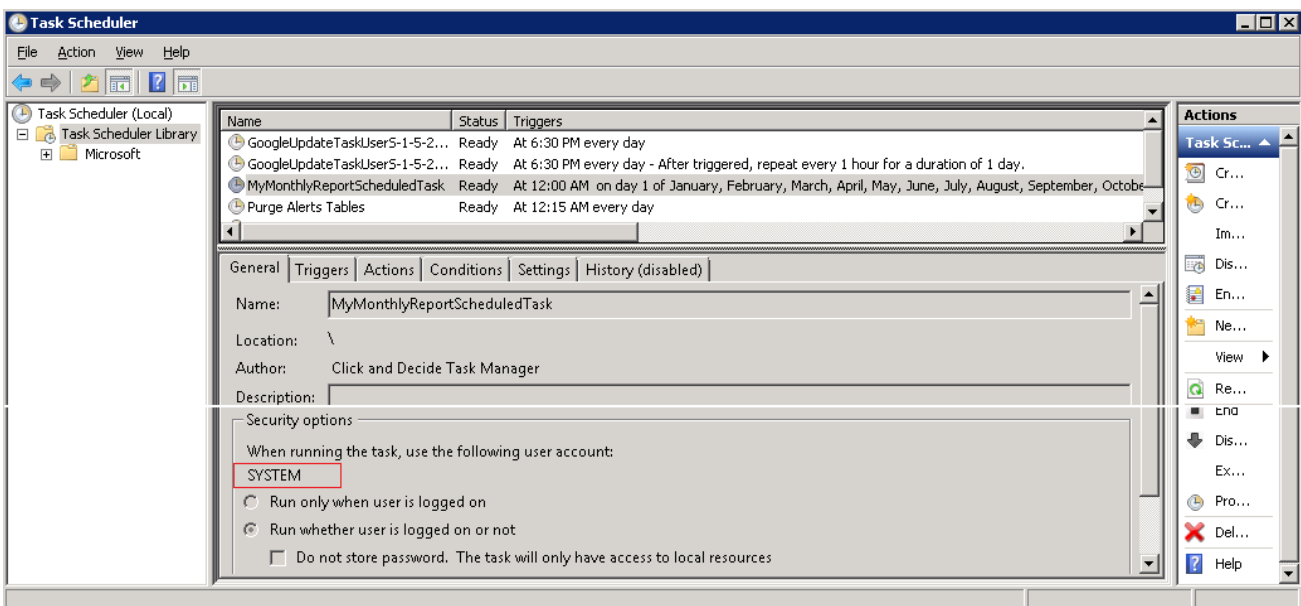 Task Scheduler
File Action View Help
Task Scheduler (Local)
Task Scheduler Library
Microsoft
Name Status Triggers
GoogleUpdateTaskUserS-1-5-2... Ready At 6:30 PM every day
GoogleUpdateTaskUserS-1-5-2... Ready At 6:30 PM every day - After triggered, repeat every 1 hour for a duration of 1 day.
MyMonthlyReportScheduledTask Ready At 12:00 AM on day 1 of January, February, March, April, May, June, July, August, September, Octobe
Purge Alerts Tables Ready At 12:15 AM every day
General Triggers Actions Conditions Settings History (disabled)
Name: MyMonthlyReportScheduledTask
Location: \
Author: Click and Decide Task Manager
Description:
Security options
When running the task, use the following user account:
SYSTEM
Run only when user is logged on
Run whether user is logged on or not
Do not store password. The task will only have access to local resources
Actions
Task Sc...
Cr...
Cr...
Im...
Dis...
En...
Ne...
View
Re...
End
Dis...
Ex...
Pro...
Del...
Help